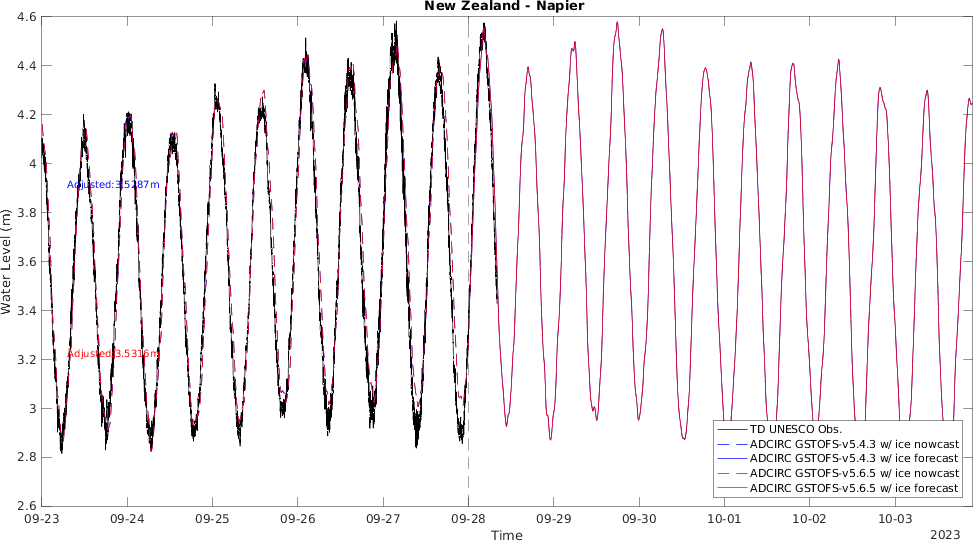 New Zealand - Napier
4.6
4.4
4.2
4
3.8
3.6
3.4
3.2
3
2.8
2.6
Water Level (m)
Adjusted:3.5287m
Adjusted:3.5316m
TD UNESCO Obs.
ADCIRC GSTOFS-v5.4.3 w/ ice nowcast
ADCIRC GSTOFS-v5.4.3 w/ ice forecast
ADCIRC GSTOFS-v5.6.5 w/ ice nowcast
ADCIRC GSTOFS-v5.6.5 w/ ice forecast
09-23 09-24 09-25 09-26 09-27 09-28 09-29 09-30 10-01 10-02 10-03
Time
2023